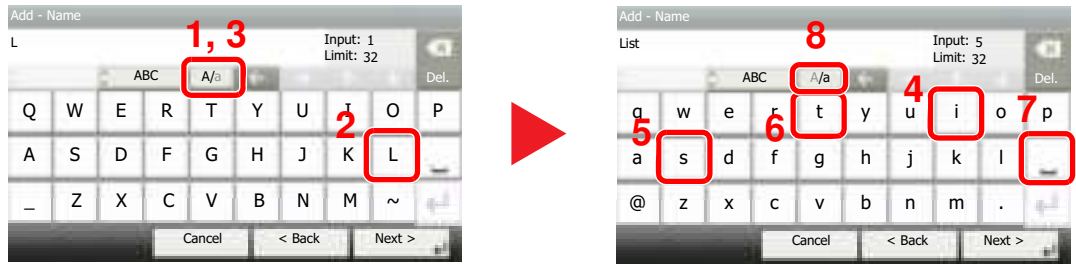 Add - Name
L
1, 3
Input: 1
Limit: 32
ABC
A/a
Del.
Q W E R T Y U I O P
2
A S D F G H J K L
_ Z X C V B N M ~
Cancel
< Back
Next >
Add - Name
List
8
Input: 5
Limit: 32
ABC
A/a
Del.
4
7
q w e r t y u i o p
5
6
a s d f g h j k l
@ z x c v b n m .
Cancel
< Back
Next >